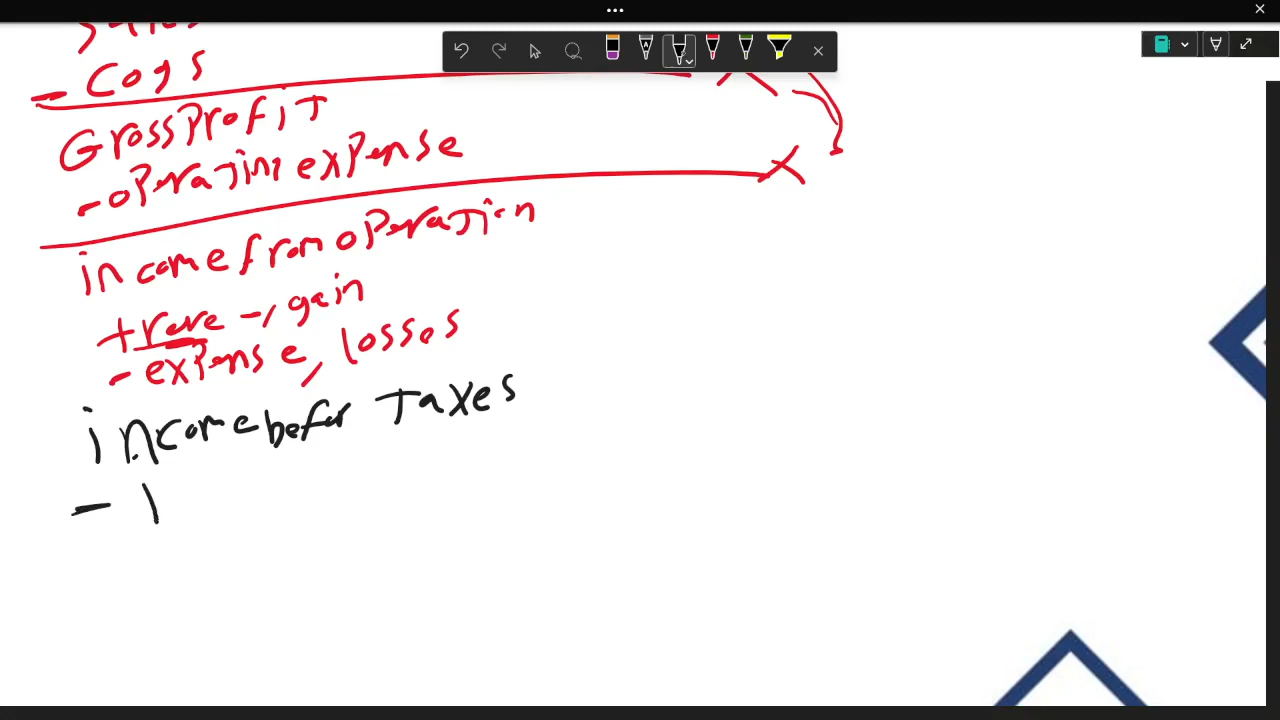 - Cogs
Gross Profit
- operating expense
income from operation
+ reve -, gain
- expense, losses
income befor Taxes
- I